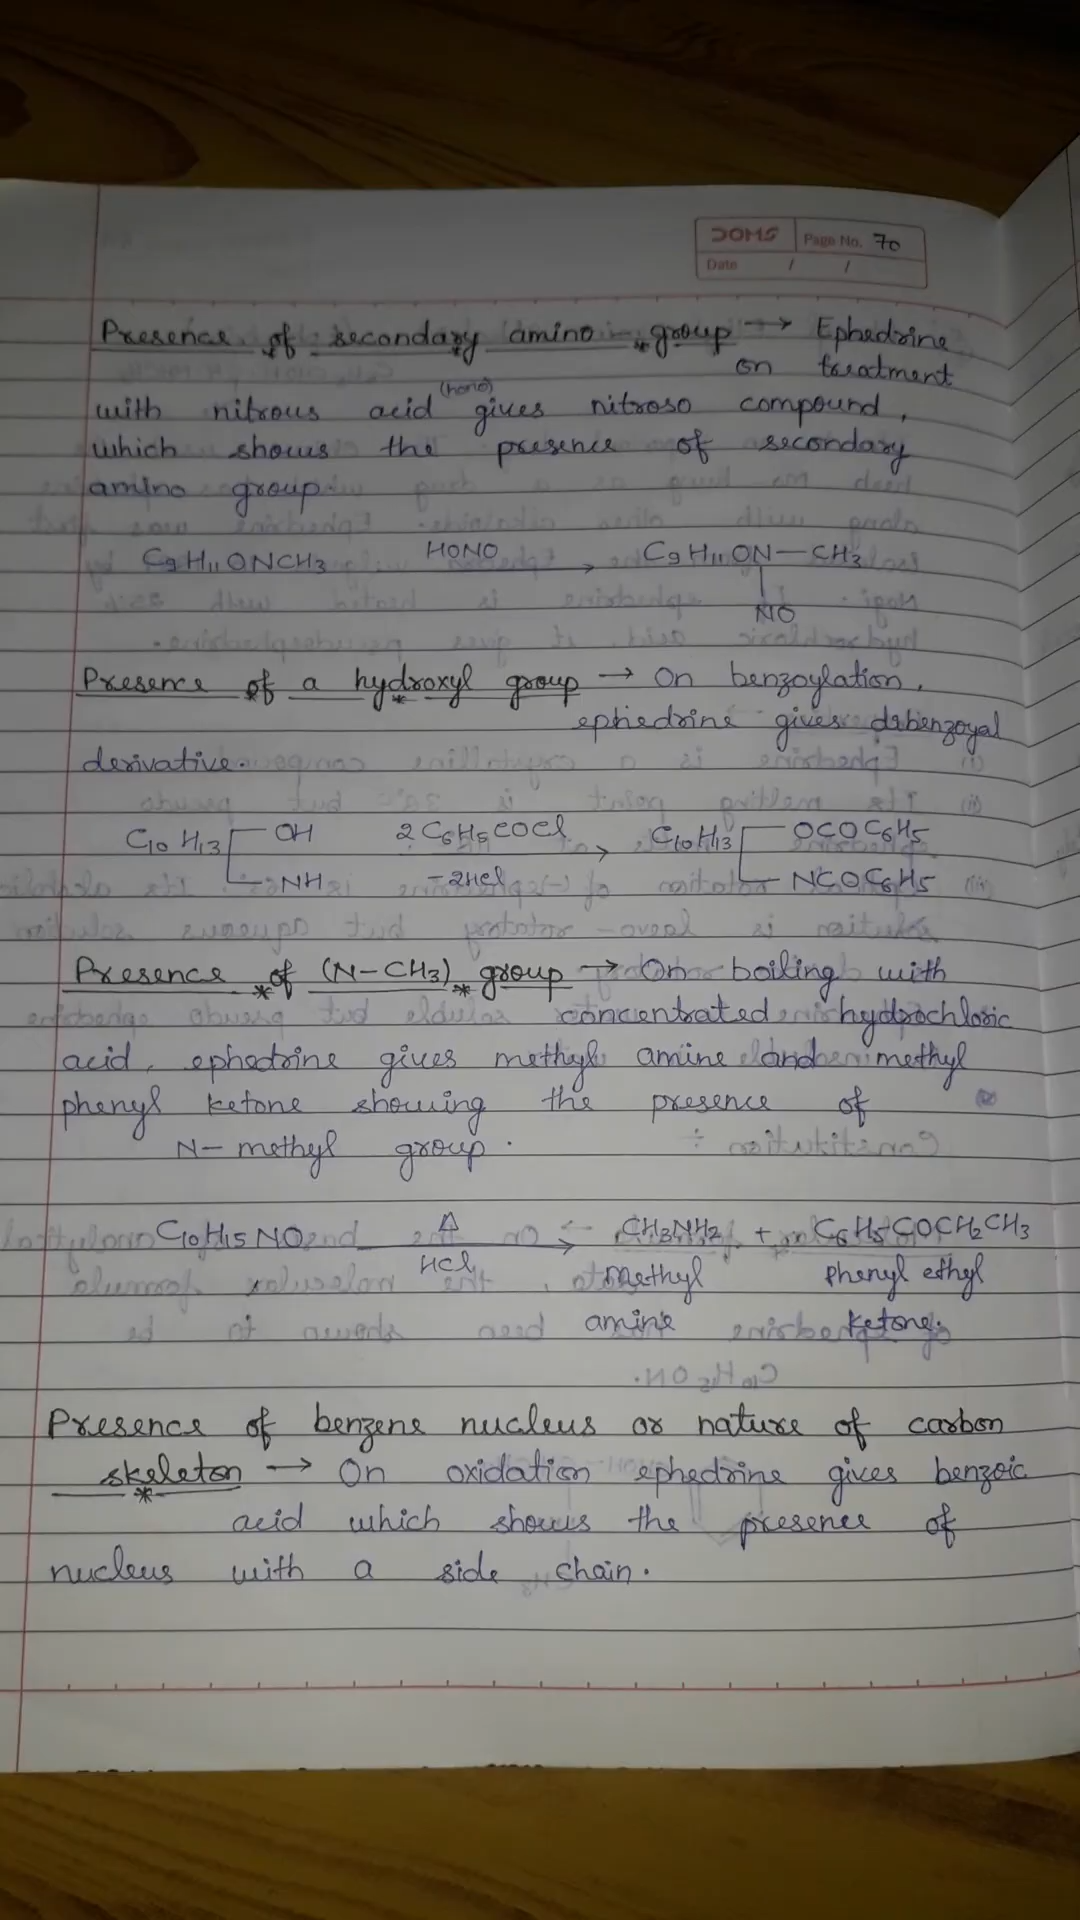 DOMS Page No. 70
Date / /
Presence of secondary amino group → Ephedrine
on treatment
(hono)
with nitrous acid gives nitroso compound,
which shows the presence of secondary
amino group
C9H11ONCH3 HONO → C9H11ON—CH3
NO
Presence of a hydroxyl group → On benzoylation,
ephedrine gives dibenzoyal
derivative.
C10H13 OH 2C6H5COCl → C10H13 OCOC6H5
NH -2HCl NCOC6H5
Presence of (N-CH3) group → On boiling with
concentrated hydrochloric
acid, ephedrine gives methyl amine and methyl
phenyl ketone showing the presence of
N-methyl group.
C10H15NO Δ → CH3NH2 + C6H5COCH2CH3
HCl Methyl Phenyl ethyl
amine ketone.
Presence of benzene nucleus or nature of carbon
skeleton → On oxidation ephedrine gives benzoic
acid which shows the presence of
nucleus with a side chain.